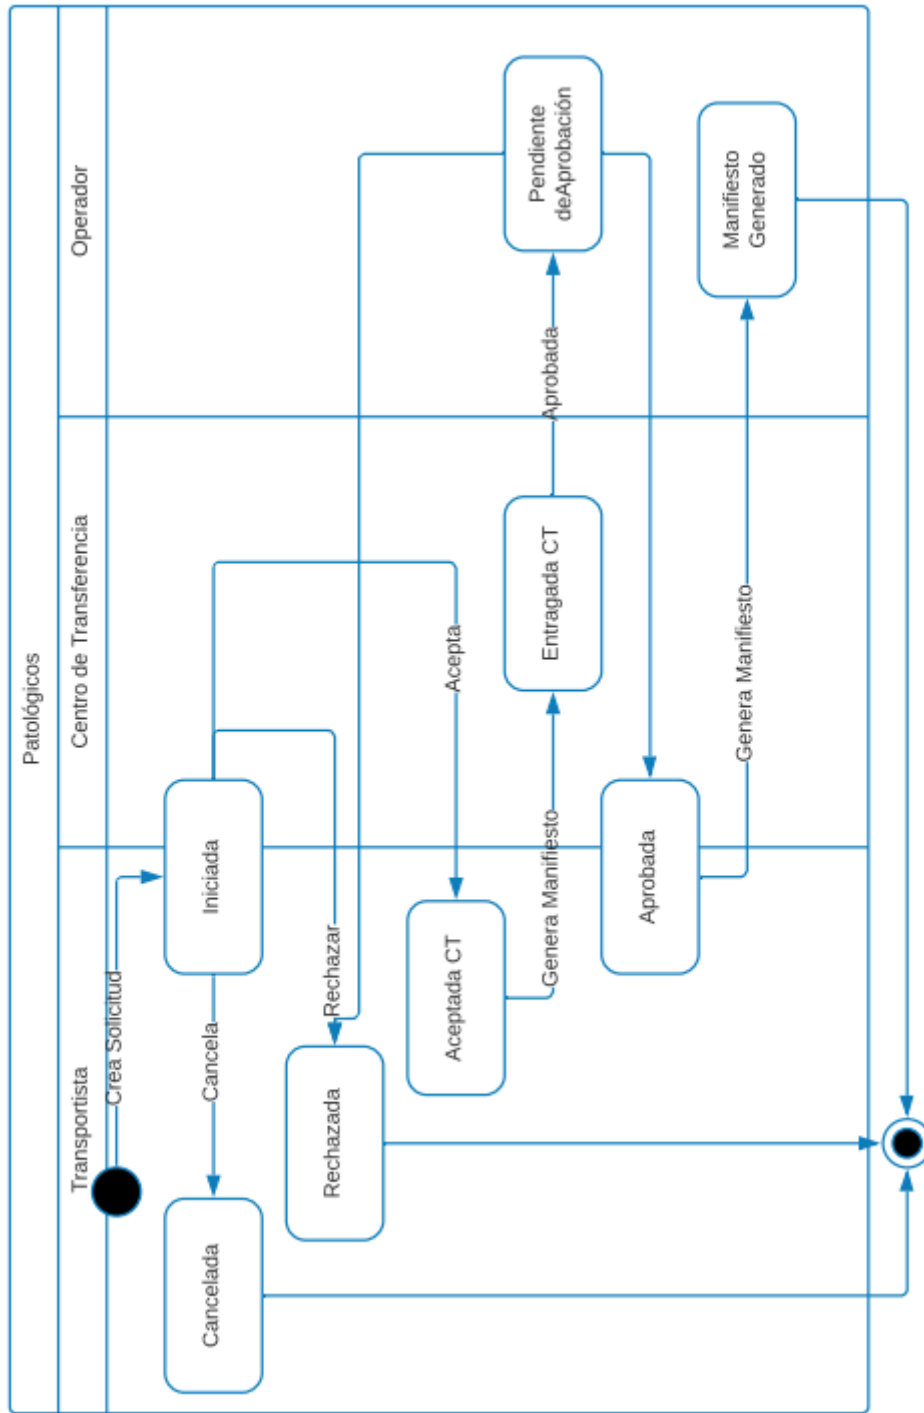 Patológicos
Transportista
Centro de Transferencia
Operador
Crea Solicitud
Iniciada
Cancela
Cancelada
Rechazar
Rechazada
Acepta
Aceptada CT
Genera Manifiesto
Entragada CT
Aprobada
Pendiente
deAprobación
Aprobada
Genera Manifiesto
Manifiesto
Generado